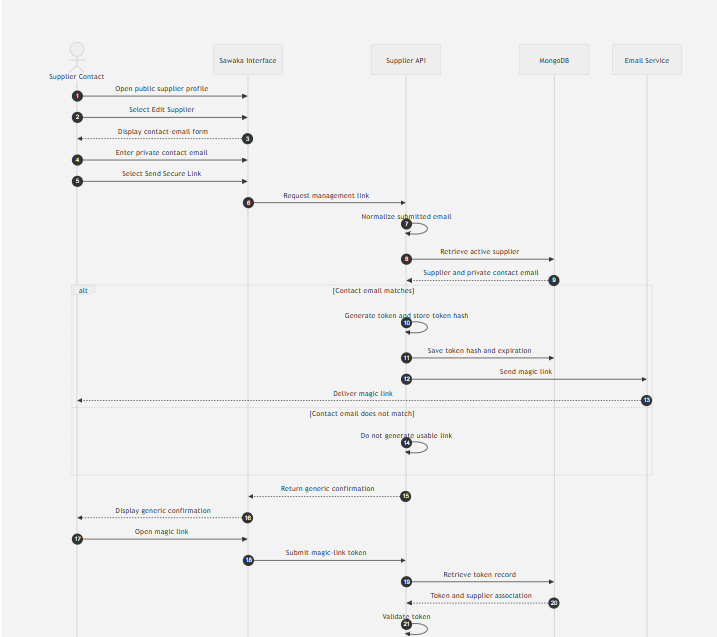 Supplier Contact
Sawaka Interface
Supplier API
MongoDB
Email Service
1
Open public supplier profile
2
Select Edit Supplier
Display contact-email form
3
4
Enter private contact email
5
Select Send Secure Link
6
Request management link
Normalize submitted email
7
8
Retrieve active supplier
Supplier and private contact email
9
alt
[Contact email matches]
Generate token and store token hash
10
11
Save token hash and expiration
12
Send magic link
Deliver magic link
13
[Contact email does not match]
Do not generate usable link
14
Return generic confirmation
15
Display generic confirmation
16
17
Open magic link
18
Submit magic-link token
19
Retrieve token record
Token and supplier association
20
Validate token
21